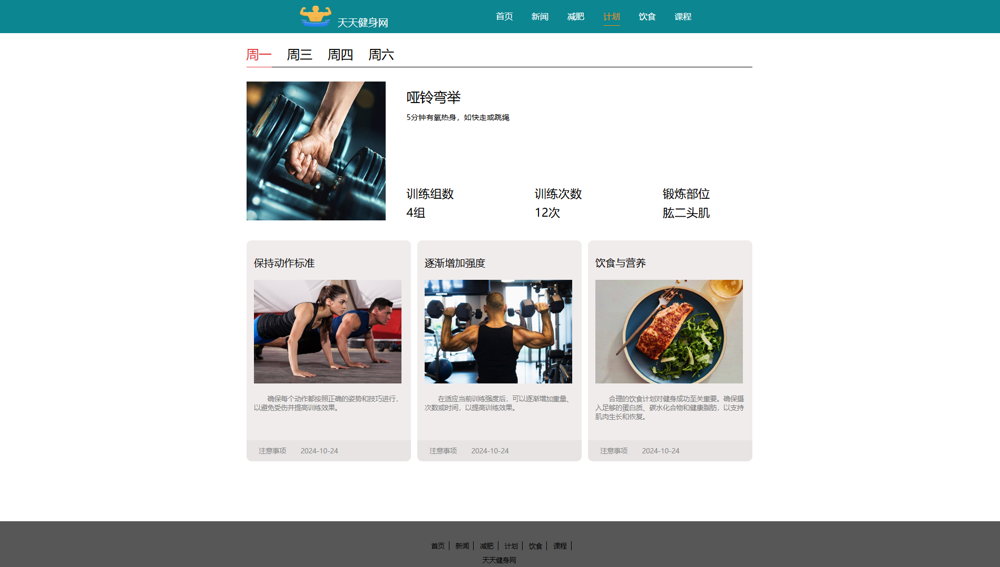 天天健身网
首页 新闻 减肥 计划 饮食 课程
周一 周三 周四 周六
哑铃弯举
5分钟有氧热身，如快走或跳绳
训练组数 训练次数 锻炼部位
4组 12次 肱二头肌
保持动作标准
确保每个动作都按照正确的姿势和技巧进行，
以避免受伤并提高训练效果。
注意事项 2024-10-24
逐渐增加强度
在适应当前训练强度后，可以逐渐增加重量、
次数或时间，以提高训练效果。
注意事项 2024-10-24
饮食与营养
合理的饮食计划对健身成功至关重要。确保摄
入足够的蛋白质、碳水化合物和健康脂肪，以支持
肌肉生长和恢复。
注意事项 2024-10-24
首页 新闻 减肥 计划 饮食 课程
天天健身网